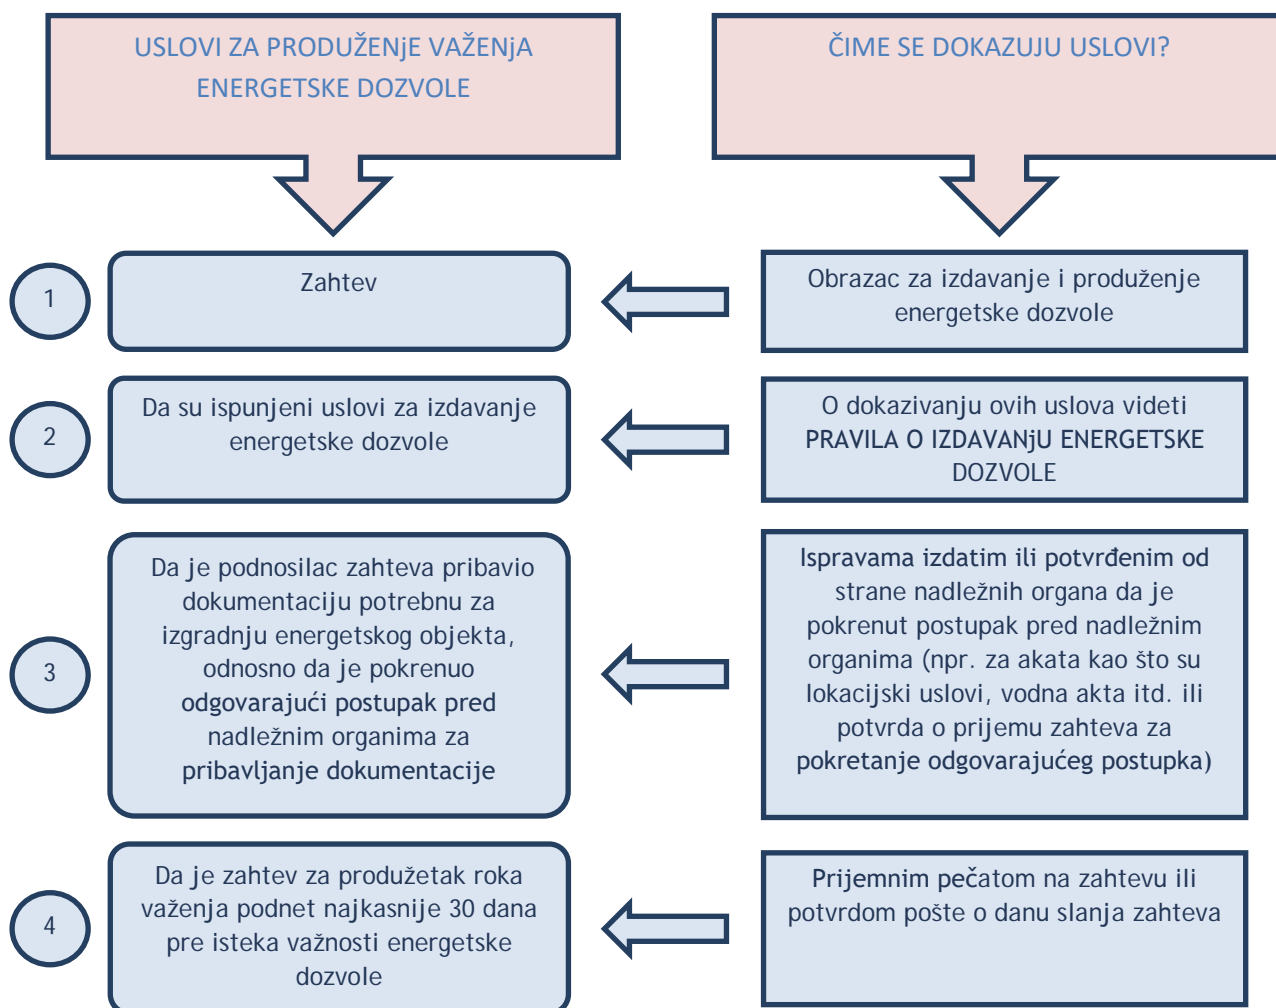 USLOVI ZA PRODUŽENjE VAŽENjA
ENERGETSKE DOZVOLE
ČIME SE DOKAZUJU USLOVI?
1
Zahtev
Obrazac za izdavanje i produženje
energetske dozvole
2
Da su ispunjeni uslovi za izdavanje
energetske dozvole
O dokazivanju ovih uslova videti
PRAVILA O IZDAVANjU ENERGETSKE
DOZVOLE
3
Da je podnosilac zahteva pribavio
dokumentaciju potrebnu za
izgradnju energetskog objekta,
odnosno da je pokrenuo
odgovarajući postupak pred
nadležnim organima za
pribavljanje dokumentacije
Ispravama izdatim ili potvrđenim od
strane nadležnih organa da je
pokrenut postupak pred nadležnim
organima (npr. za akata kao što su
lokacijski uslovi, vodna akta itd. ili
potvrda o prijemu zahteva za
pokretanje odgovarajućeg postupka)
4
Da je zahtev za produžetak roka
važenja podnet najkasnije 30 dana
pre isteka važnosti energetske
dozvole
Prijemnim pečatom na zahtevu ili
potvrdom pošte o danu slanja zahteva